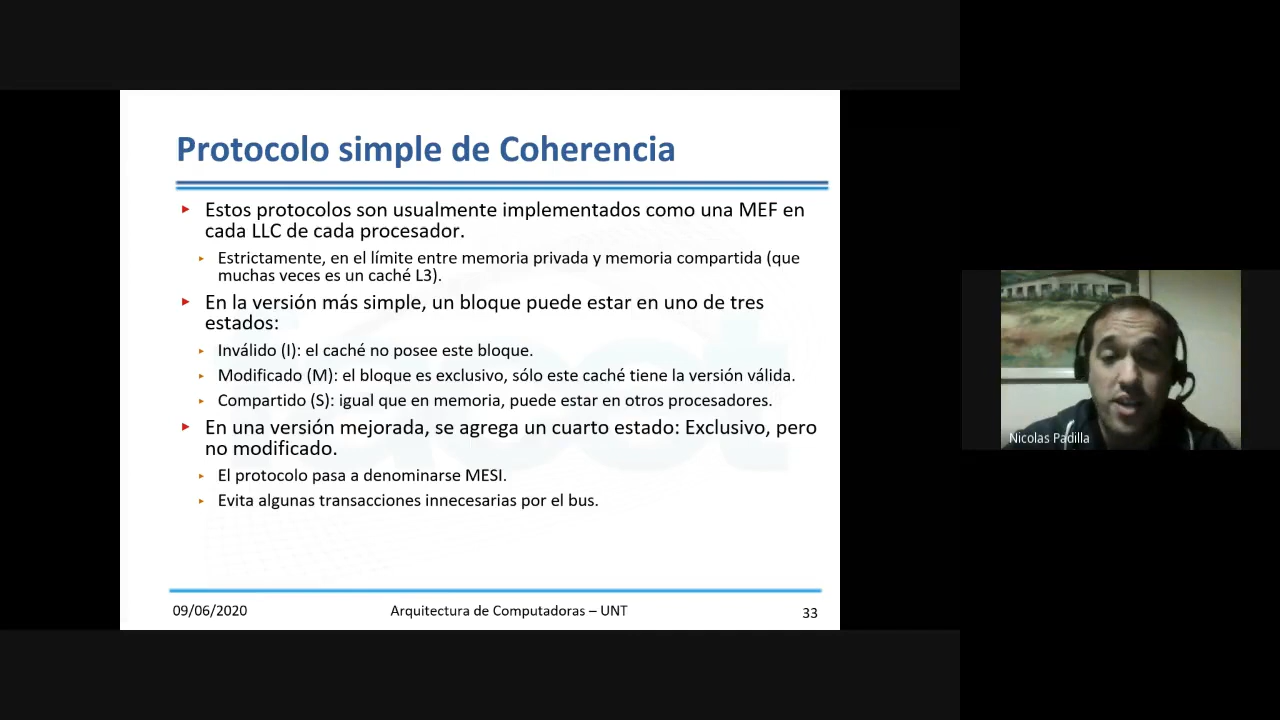 Protocolo simple de Coherencia
Estos protocolos son usualmente implementados como una MEF en
cada LLC de cada procesador.
Estrictamente, en el límite entre memoria privada y memoria compartida (que
muchas veces es un caché L3).
En la versión más simple, un bloque puede estar en uno de tres
estados:
Inválido (I): el caché no posee este bloque.
Modificado (M): el bloque es exclusivo, sólo este caché tiene la versión válida.
Compartido (S): igual que en memoria, puede estar en otros procesadores.
En una versión mejorada, se agrega un cuarto estado: Exclusivo, pero
no modificado.
El protocolo pasa a denominarse MESI.
Evita algunas transacciones innecesarias por el bus.
09/06/2020 Arquitectura de Computadoras – UNT 33
Nicolas Padilla